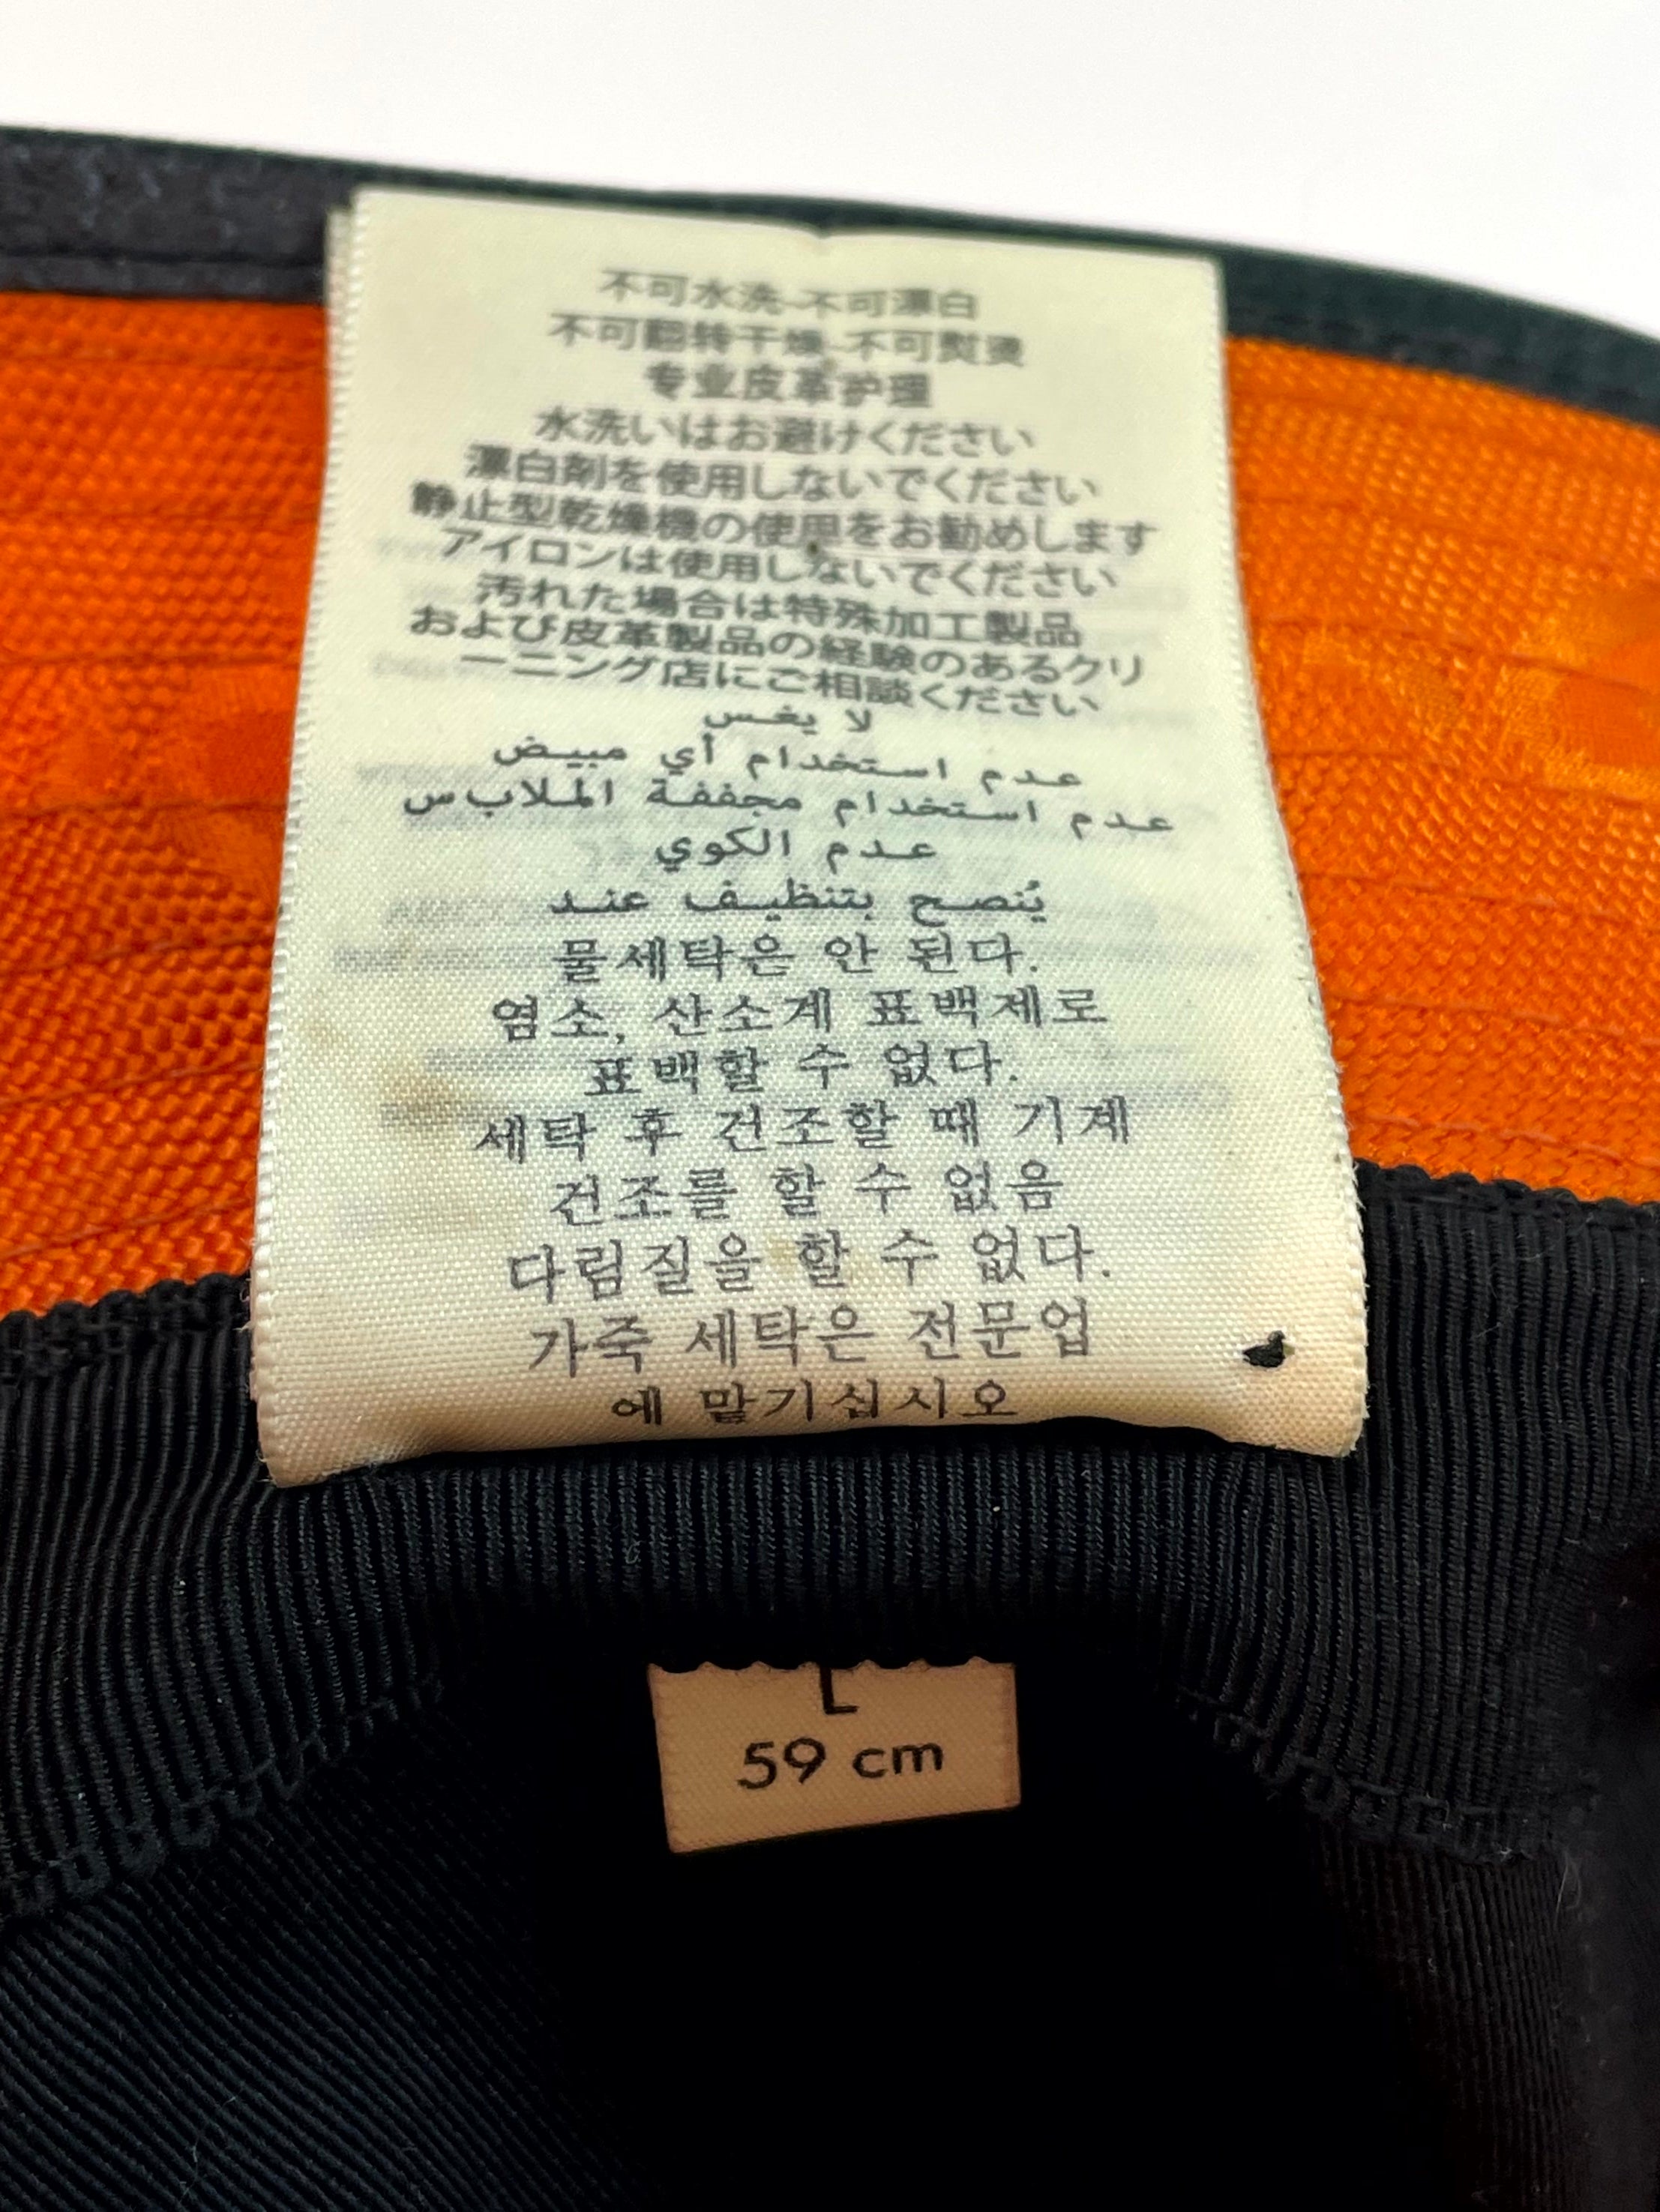 不可水洗-不可漂白
不可翻转干燥-不可熨烫
专业皮革护理
水洗いはお避けください
漂白剤を使用しないでください
静止型乾燥機の使用をお勧めします
アイロンは使用しないでください
汚れた場合は特殊加工製品
および皮革製品の経験のあるクリ
ーニング店にご相談ください
لا يغسل
عدم استخدام أي مبيض
عدم استخدام مجففة الملابس
عدم الكوي
يُنصح بتنظيف عند
물세탁은 안 된다.
염소, 산소계 표백제로
표백할 수 없다.
세탁 후 건조할 때 기계
건조를 할 수 없음
다림질을 할 수 없다.
가죽 세탁은 전문업
에 맡기십시오
L
59 cm